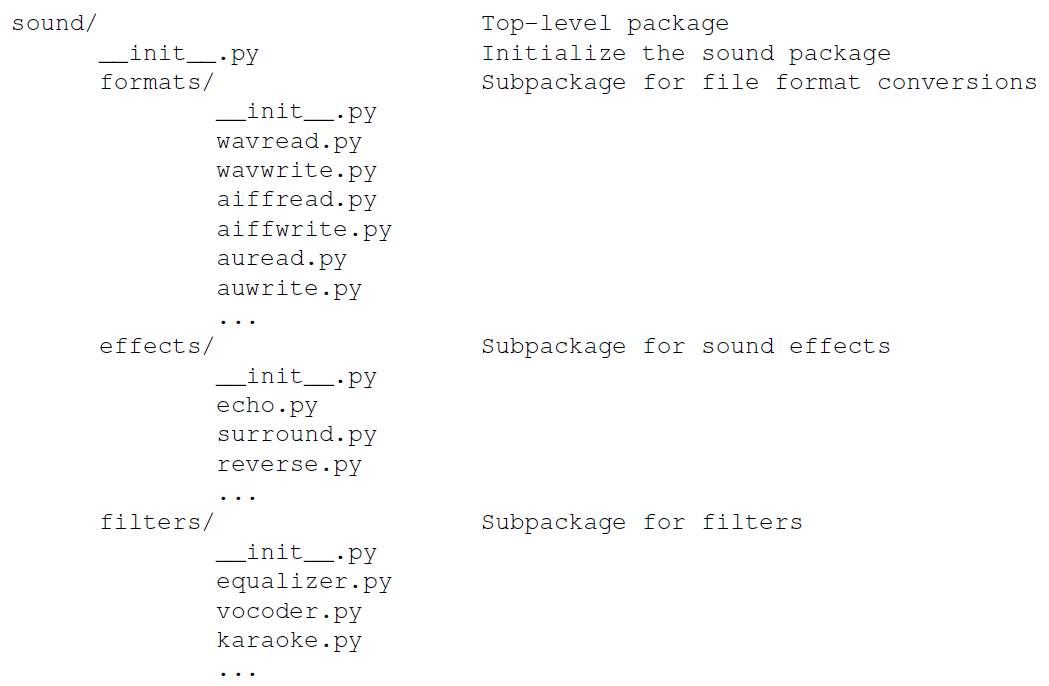 sound/                          Top-level package
      __init__.py               Initialize the sound package
      formats/                  Subpackage for file format conversions
              __init__.py
              wavread.py
              wavwrite.py
              aiffread.py
              aiffwrite.py
              auread.py
              auwrite.py
              ...
      effects/                  Subpackage for sound effects
              __init__.py
              echo.py
              surround.py
              reverse.py
              ...
      filters/                  Subpackage for filters
              __init__.py
              equalizer.py
              vocoder.py
              karaoke.py
              ...